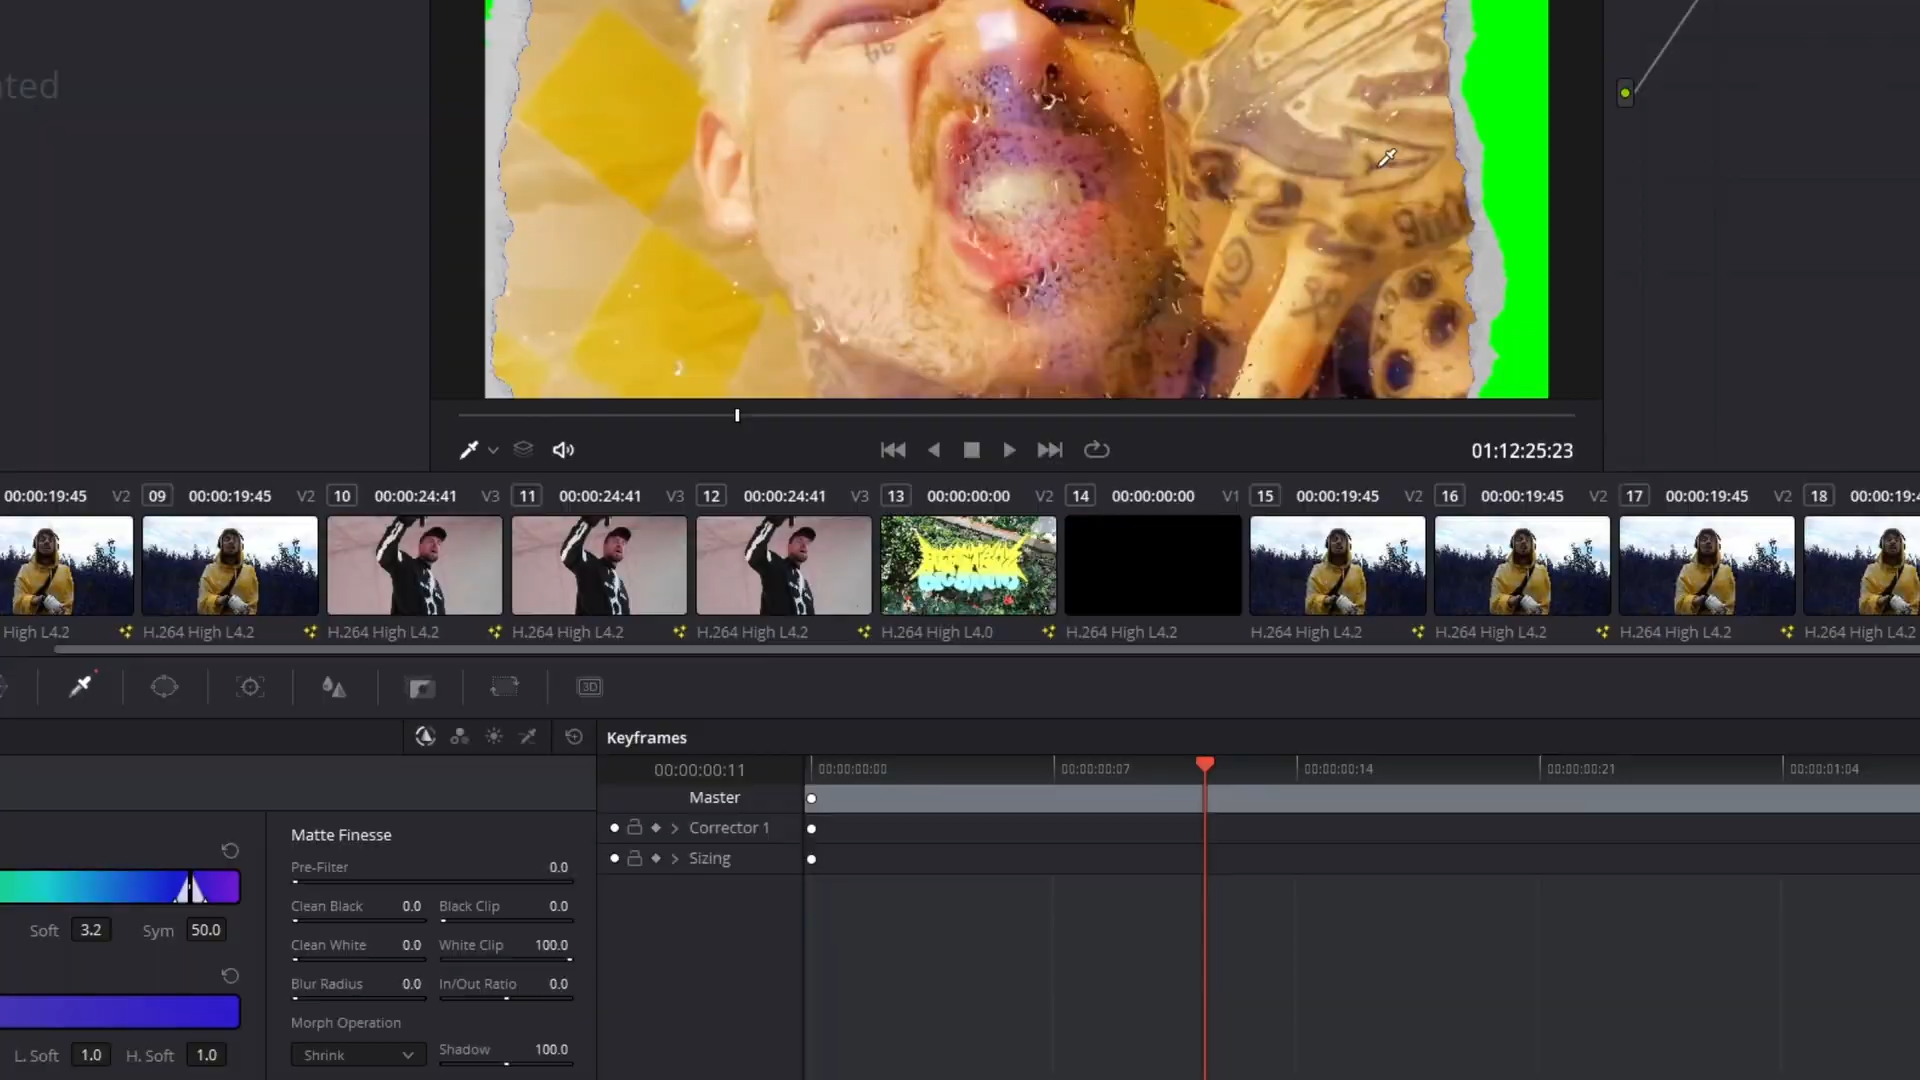 ated
01:12:25:23
00:00:19:45 V2 09 00:00:19:45 V2 10 00:00:24:41 V3 11 00:00:24:41 V3 12 00:00:24:41 V3 13 00:00:00:00 V2 14 00:00:00:00 V1 15 00:00:19:45 V2 16 00:00:19:45 V2 17 00:00:19:45 V2 18 00:00:19:4
High L4.2 H.264 High L4.2 H.264 High L4.2 H.264 High L4.2 H.264 High L4.2 H.264 High L4.0 H.264 High L4.2 H.264 High L4.2 H.264 High L4.2 H.264 High L4.2 H.264 High L4.2
3D
Keyframes
00:00:00:11 00:00:00:00 00:00:00:07 00:00:00:14 00:00:00:21 00:00:01:04
Master
Corrector 1
Sizing
Matte Finesse
Pre-Filter 0.0
Clean Black 0.0 Black Clip 0.0
Soft 3.2 Sym 50.0
Clean White 0.0 White Clip 100.0
Blur Radius 0.0 In/Out Ratio 0.0
Morph Operation
L. Soft 1.0 H. Soft 1.0
Shrink Shadow 100.0